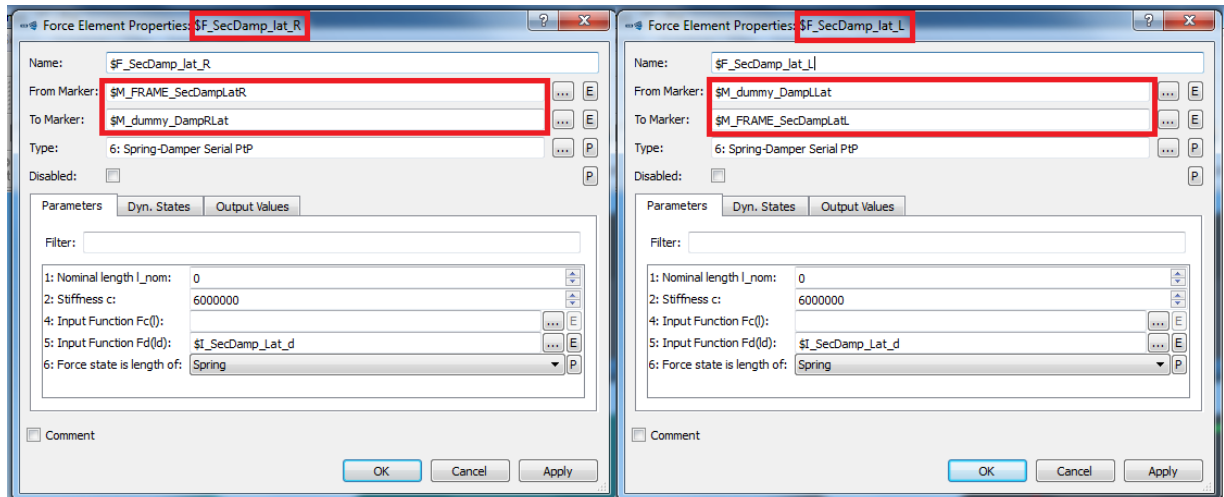 Force Element Properties: $F_SecDamp_lat_R
Name: $F_SecDamp_lat_R
From Marker: $M_FRAME_SecDampLatR ... E
To Marker: $M_dummy_DampRLat ... E
Type: 6: Spring-Damper Serial PtP ... P
Disabled: P
Parameters Dyn. States Output Values
Filter:
1: Nominal length l_nom: 0
2: Stiffness c: 6000000
4: Input Function Fc(l): ... E
5: Input Function Fd(ld): $I_SecDamp_Lat_d ... E
6: Force state is length of: Spring P
Comment
OK Cancel Apply
Force Element Properties: $F_SecDamp_lat_L
Name: $F_SecDamp_lat_L
From Marker: $M_dummy_DampLLat ... E
To Marker: $M_FRAME_SecDampLatL ... E
Type: 6: Spring-Damper Serial PtP ... P
Disabled: P
Parameters Dyn. States Output Values
Filter:
1: Nominal length l_nom: 0
2: Stiffness c: 6000000
4: Input Function Fc(l): ... E
5: Input Function Fd(ld): $I_SecDamp_Lat_d ... E
6: Force state is length of: Spring P
Comment
OK Cancel Apply